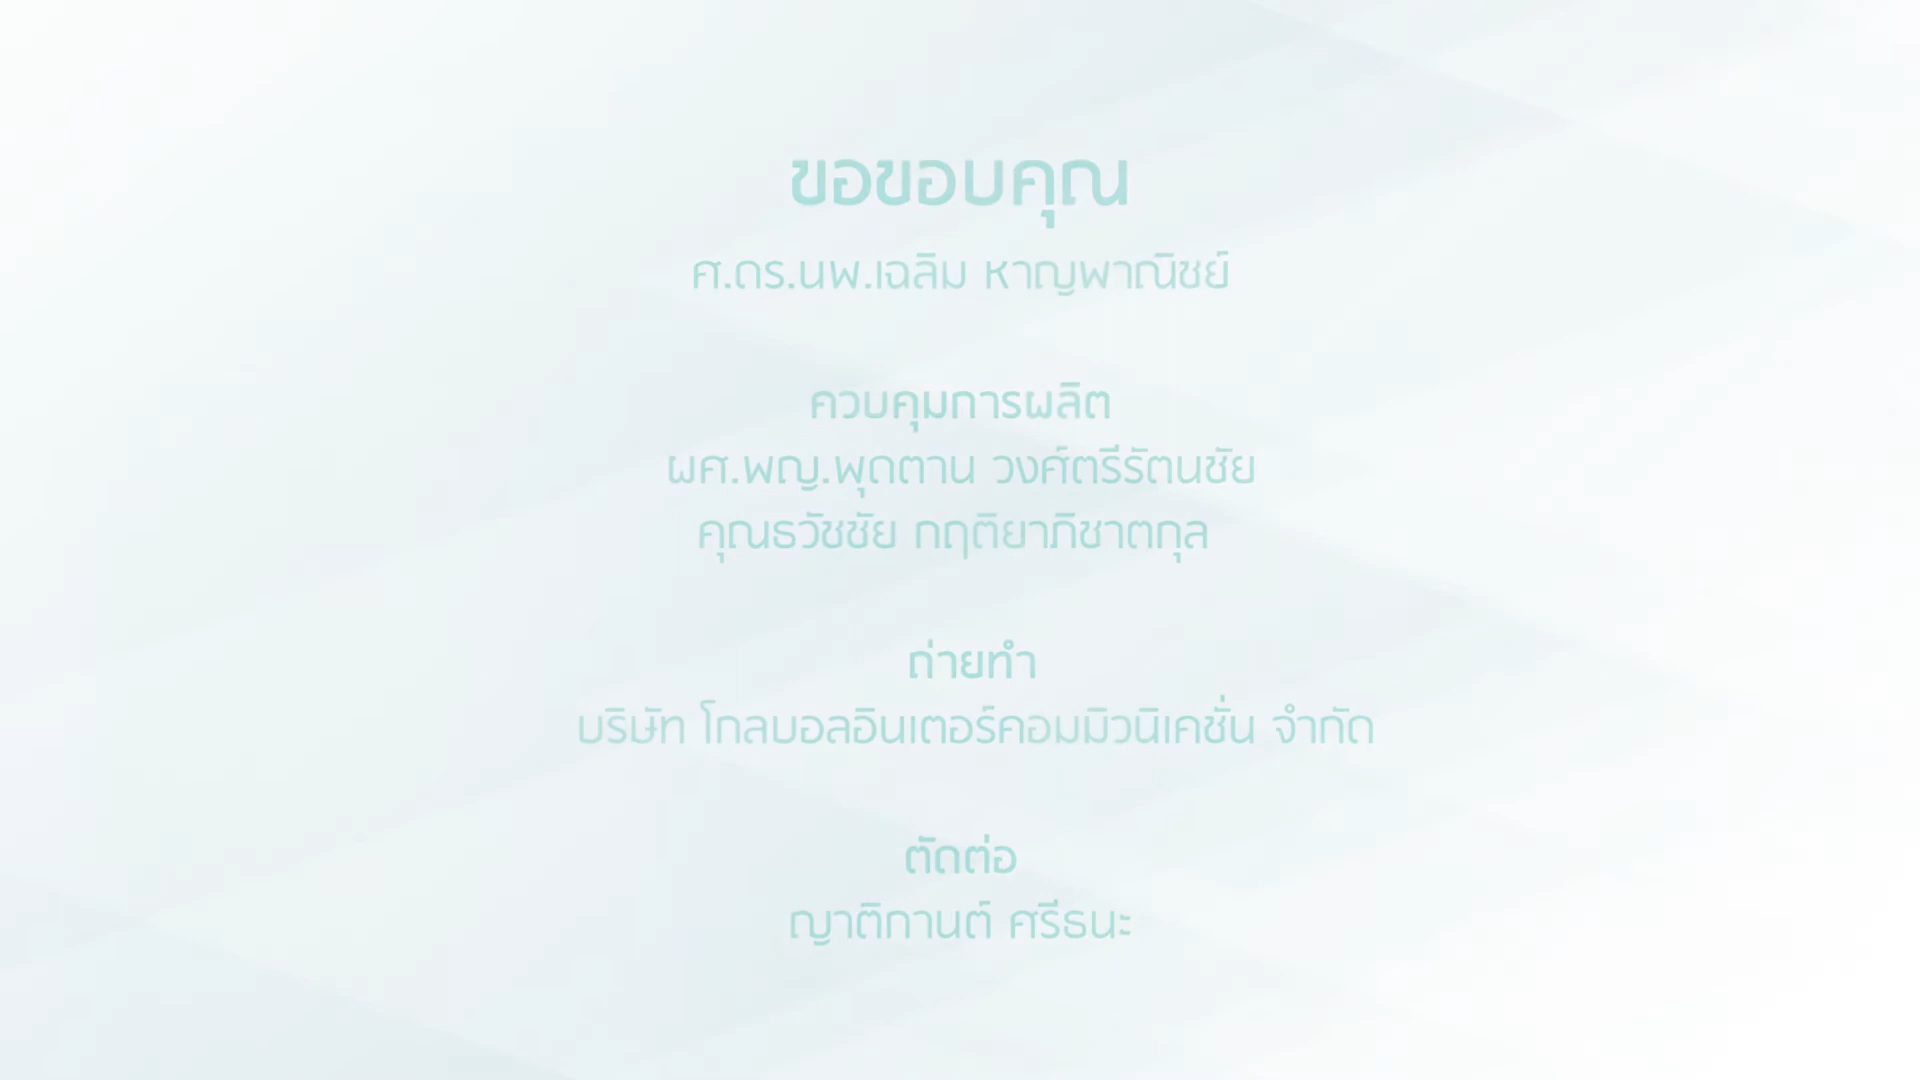 ขอขอบคุณ
ศ.ดร.นพ.เฉลิม หาญพาณิชย์
ควบคุมการผลิต
ผศ.พญ.พุดตาน วงศ์ตรีรัตนชัย
คุณธวัชชัย กฤติยาภิชาตกุล
ถ่ายทำ
บริษัท โกลบอลอินเตอร์คอมมิวนิเคชั่น จำกัด
ตัดต่อ
ญาติกานต์ ศรีธนะ